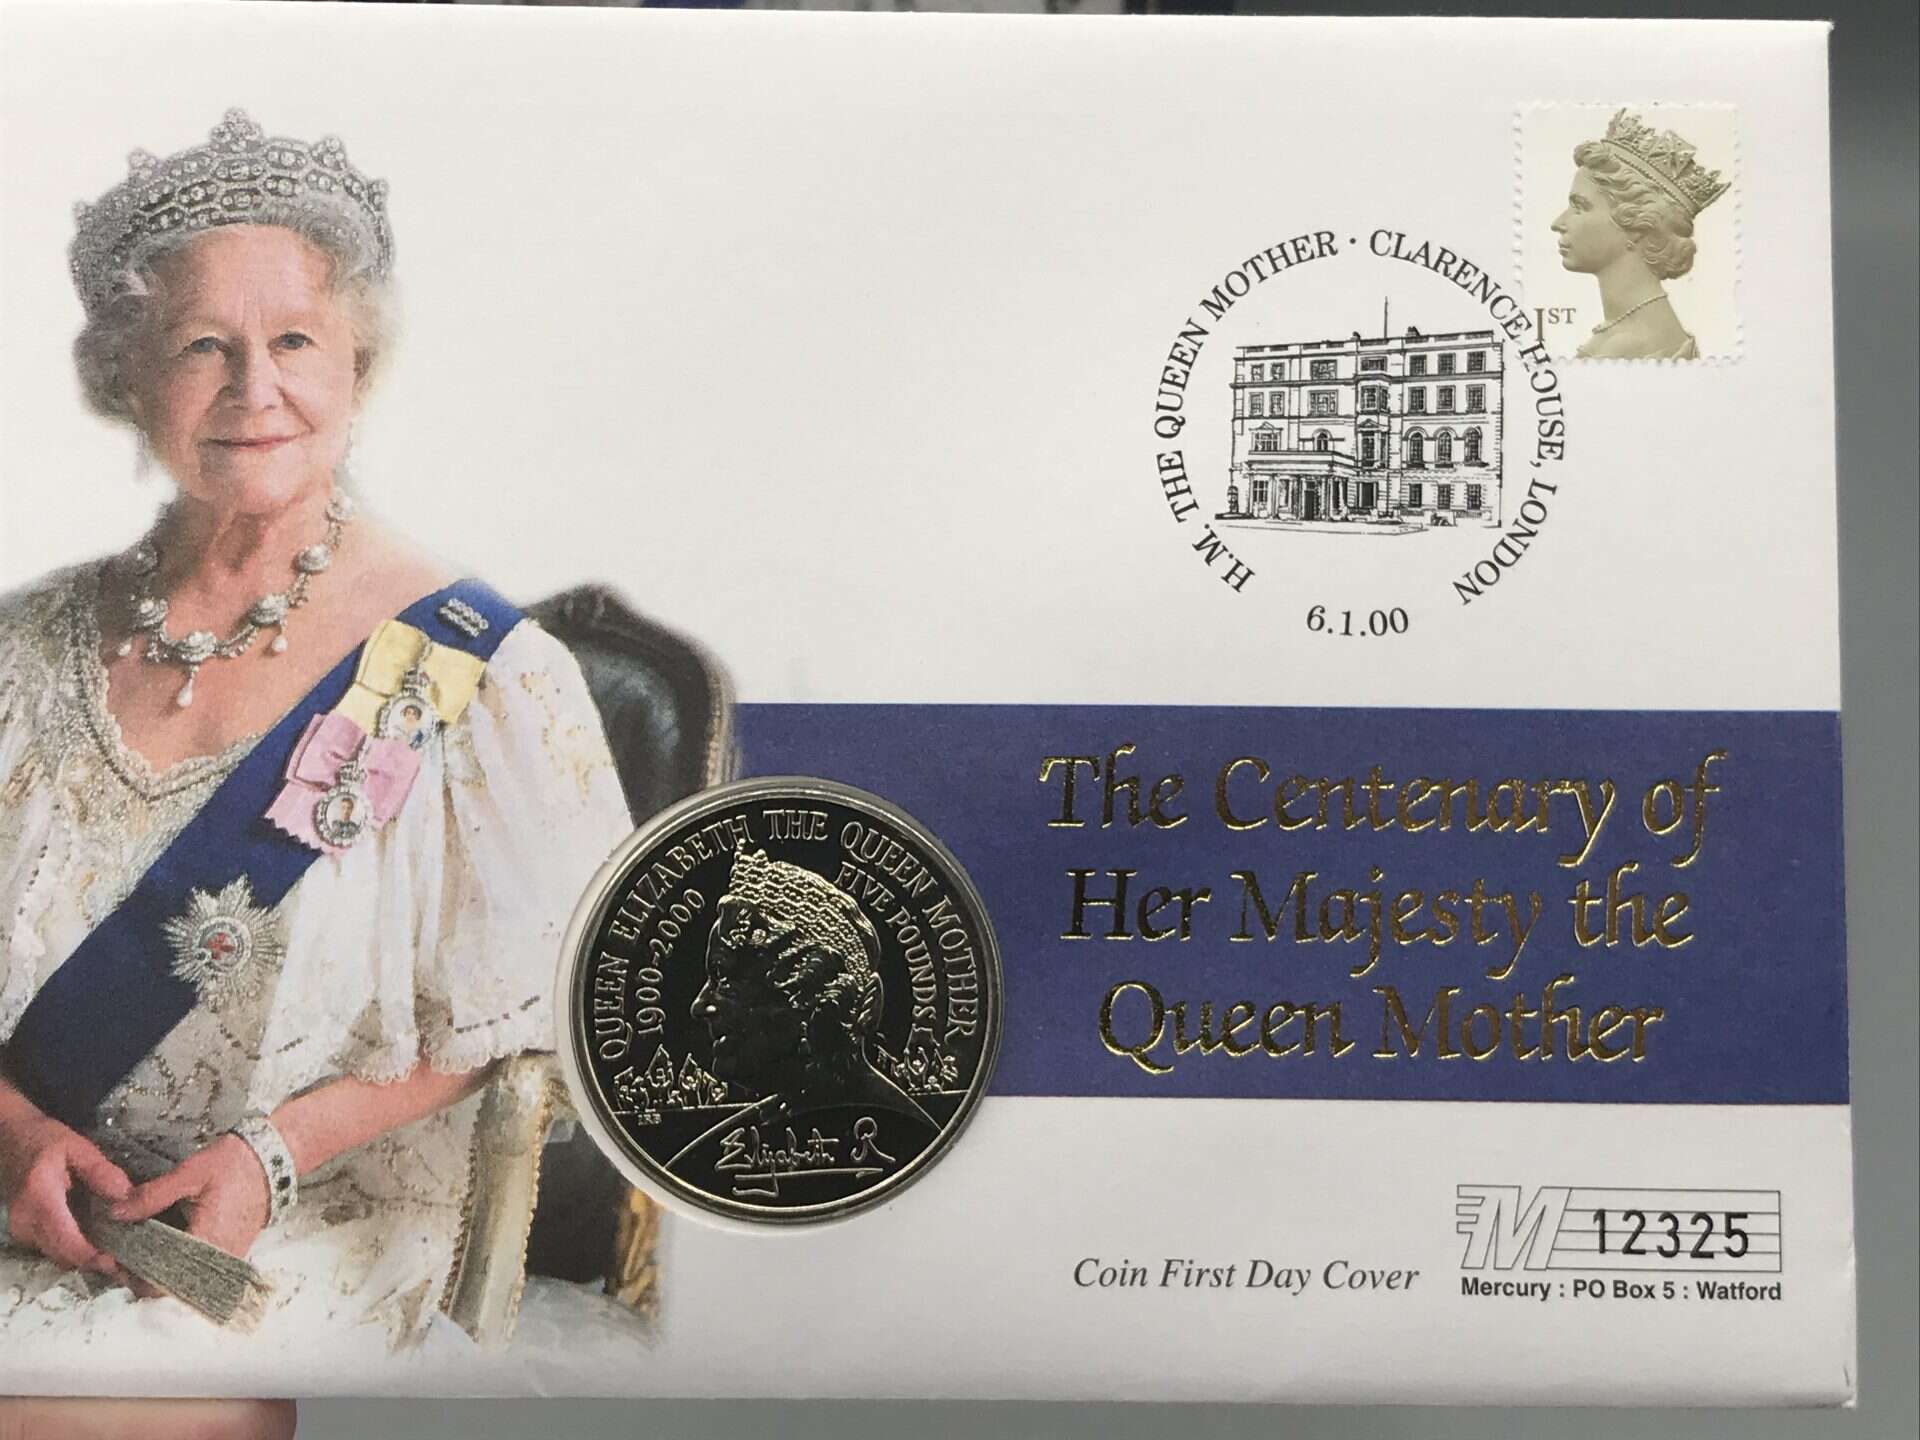 1ST
H.M. THE QUEEN MOTHER · CLARENCE HOUSE, LONDON
6.1.00
The Centenary of
Her Majesty the
Queen Mother
QUEEN ELIZABETH THE QUEEN MOTHER
1900-2000
FIVE POUNDS
IRB
Elizabeth R
M 12325
Coin First Day Cover
Mercury : PO Box 5 : Watford